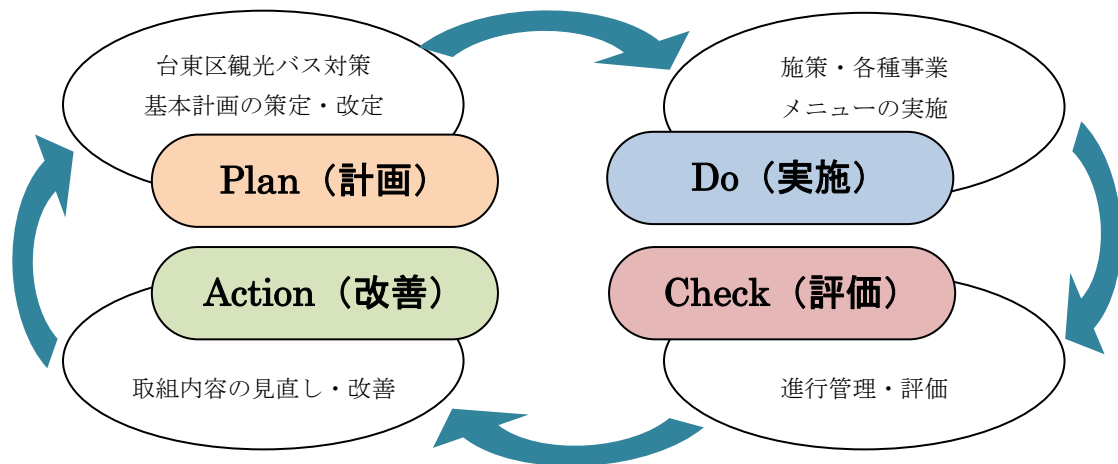 台東区観光バス対策
基本計画の策定・改定
Plan（計画）
施策・各種事業
メニューの実施
Do（実施）
Action（改善）
取組内容の見直し・改善
Check（評価）
進行管理・評価